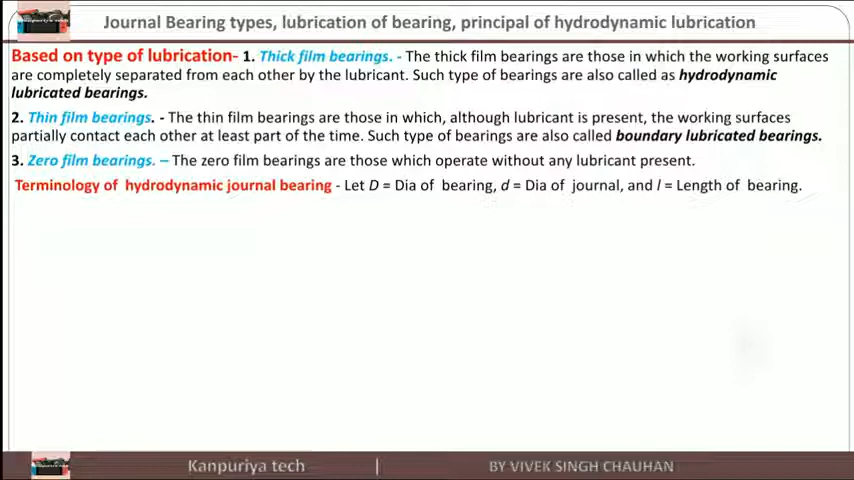 Journal Bearing types, lubrication of bearing, principal of hydrodynamic lubrication
Based on type of lubrication- 1. Thick film bearings. - The thick film bearings are those in which the working surfaces
are completely separated from each other by the lubricant. Such type of bearings are also called as hydrodynamic
lubricated bearings.
2. Thin film bearings. - The thin film bearings are those in which, although lubricant is present, the working surfaces
partially contact each other at least part of the time. Such type of bearings are also called boundary lubricated bearings.
3. Zero film bearings. – The zero film bearings are those which operate without any lubricant present.
Terminology of hydrodynamic journal bearing - Let D = Dia of bearing, d = Dia of journal, and l = Length of bearing.
Kanpuriya tech | BY VIVEK SINGH CHAUHAN